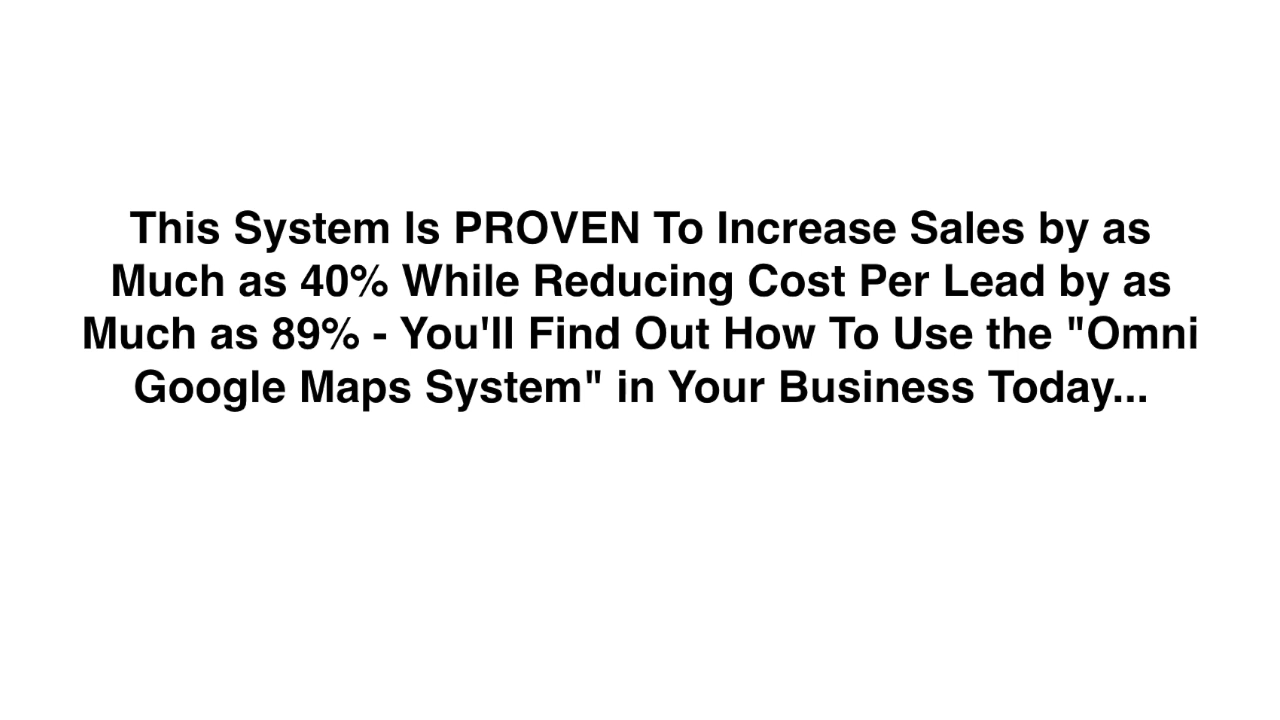 This System Is PROVEN To Increase Sales by as
Much as 40% While Reducing Cost Per Lead by as
Much as 89% - You'll Find Out How To Use the "Omni
Google Maps System" in Your Business Today...